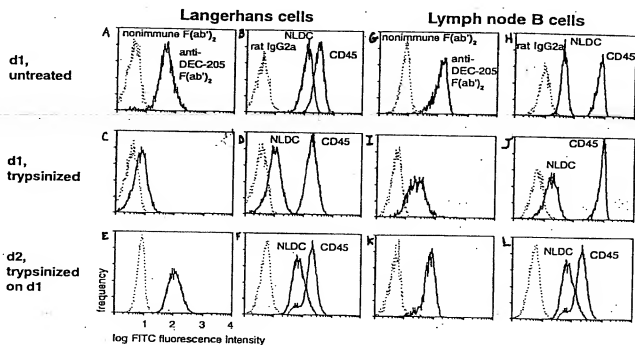 Langerhans cells
Lymph node B cells
d1,
untreated
A
nonimmune F(ab')₂
anti-
DEC-205
F(ab')₂
B
rat IgG2a
NLDC
CD45
G
nonimmune F(ab')₂
anti-
DEC-205
F(ab')₂
H
rat IgG2a
NLDC
CD45
d1,
trypsinized
C
D
NLDC
CD45
I
J
NLDC
CD45
d2,
trypsinized
on d1
E
F
NLDC
CD45
K
L
NLDC
CD45
frequency
1 2 3 4
log FITC fluorescence Intensity